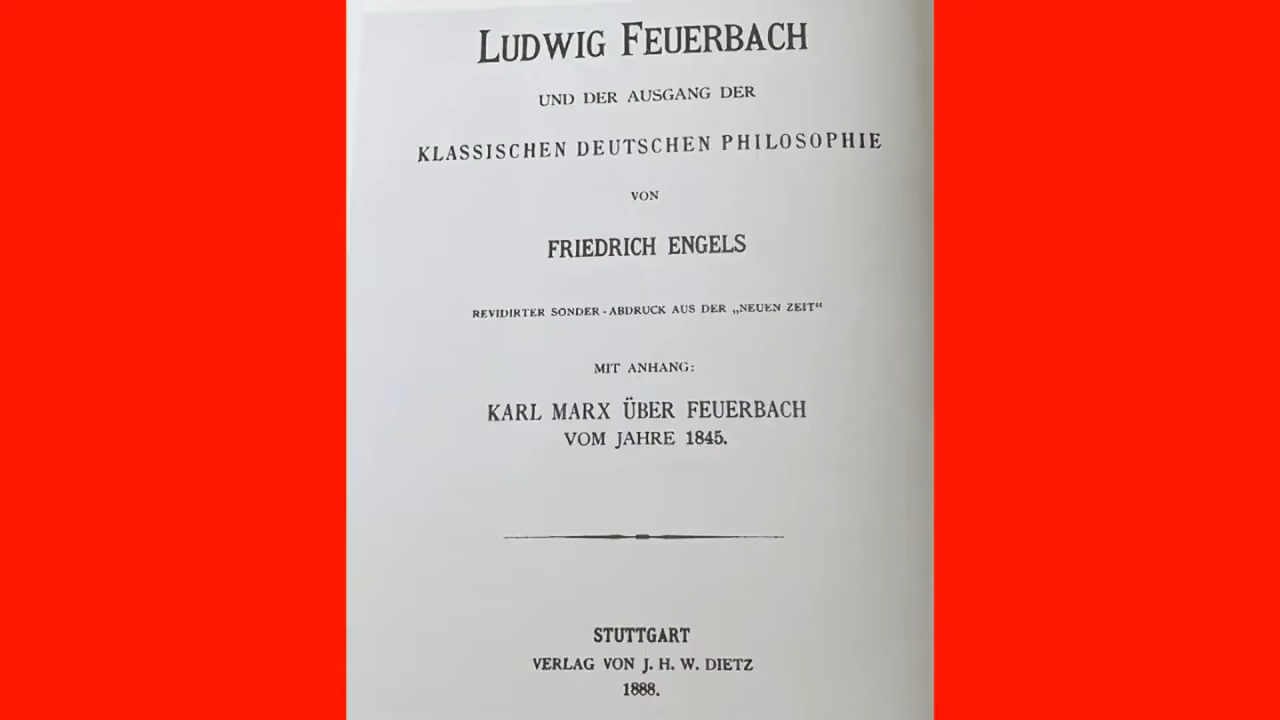 LUDWIG FEUERBACH
UND DER AUSGANG DER
KLASSISCHEN DEUTSCHEN PHILOSOPHIE
VON
FRIEDRICH ENGELS
REVIDIRTER SONDER-ABDRUCK AUS DER „NEUEN ZEIT“
MIT ANHANG:
KARL MARX ÜBER FEUERBACH
VOM JAHRE 1845.
STUTTGART
VERLAG VON J. H. W. DIETZ
1888.